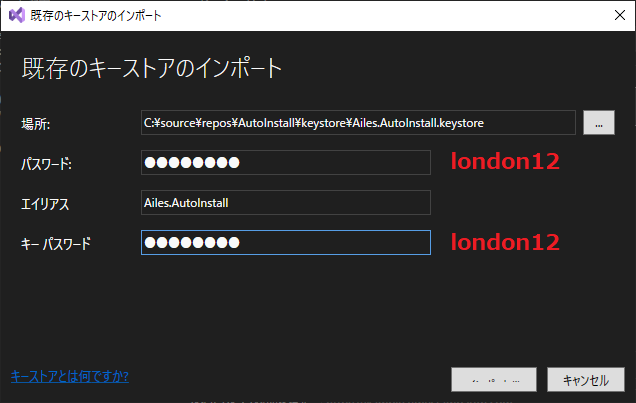 既存のキーストアのインポート
既存のキーストアのインポート
場所: C:¥source¥repos¥AutoInstall¥keystore¥Ailes.AutoInstall.keystore ...
パスワード: ●●●●●●●● london12
エイリアス Ailes.AutoInstall
キー パスワード ●●●●●●●● london12
キーストアとは何ですか?
キャンセル